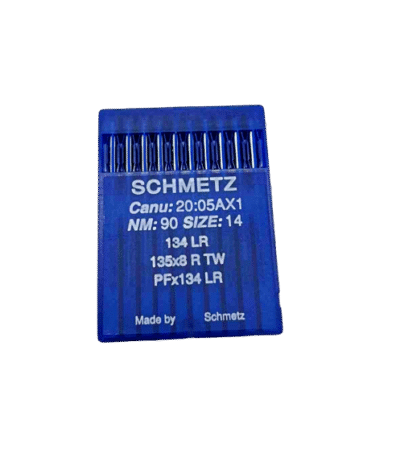 SCHMETZ
Canu: 20:05AX1
NM: 90 SIZE: 14
134 LR
135x8 R TW
PFx134 LR
Made by Schmetz